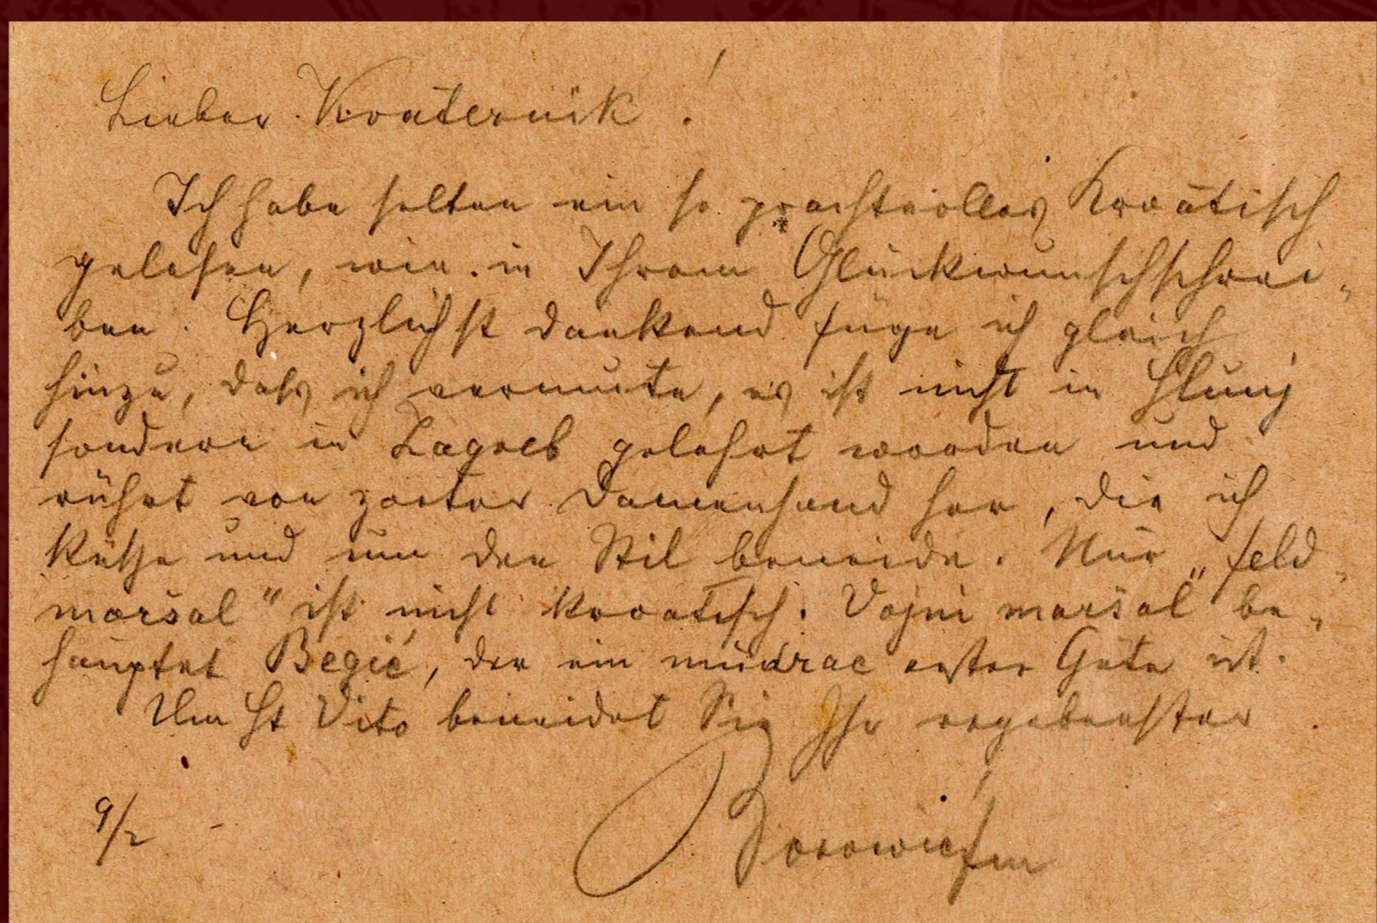 Lieber Kvaternik!
Ich habe selten ein so prachtvolles Kroatisch
gelesen, wie in Ihrem Glückwunschschrei-
ben. Herzlichst dankend füge ich gleich
hinzu, daß ich vermute, es ist nicht in Slunj
sondern in Zagreb gelehrt worden und
rührt von zarter Damenhand her, die ich
küsse und um den Stil beneide. Nur „feld-
maršal" ist nicht kroatisch. Vojni maršal be-
hauptet Begić, der ein mudrac erster Güte ist.
Um St Vito beneidet Sie Ihr ergebenster
9/2